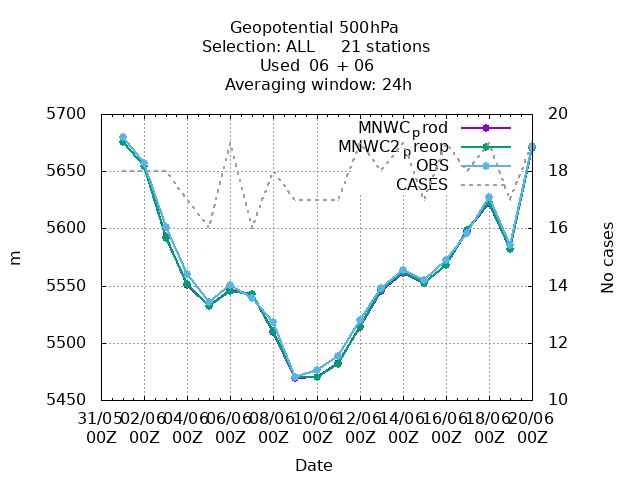 Geopotential 500hPa
Selection: ALL     21 stations
Used  06 + 06
Averaging window: 24h
5700
5650
5600
5550
5500
5450
m
20
18
16
14
12
10
No cases
MNWC_prod
MNWC2_preop
OBS
CASES
31/05 02/06 04/06 06/06 08/06 10/06 12/06 14/06 16/06 18/06 20/06
00Z 00Z 00Z 00Z 00Z 00Z 00Z 00Z 00Z 00Z 00Z
Date